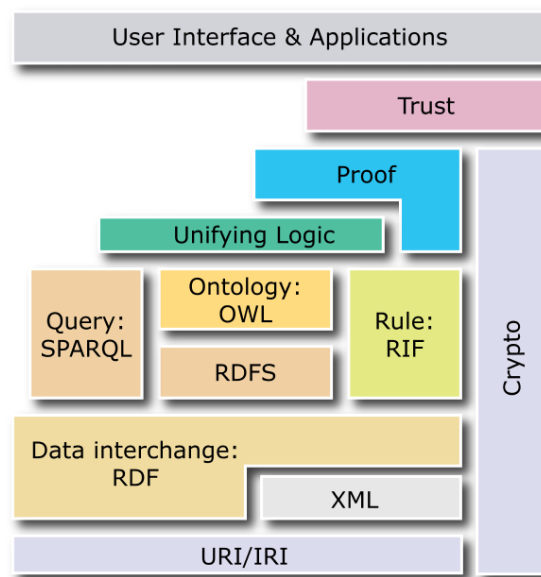 User Interface & Applications
Trust
Proof
Unifying Logic
Query:
SPARQL
Ontology:
OWL
Rule:
RIF
RDFS
Crypto
Data interchange:
RDF
XML
URI/IRI